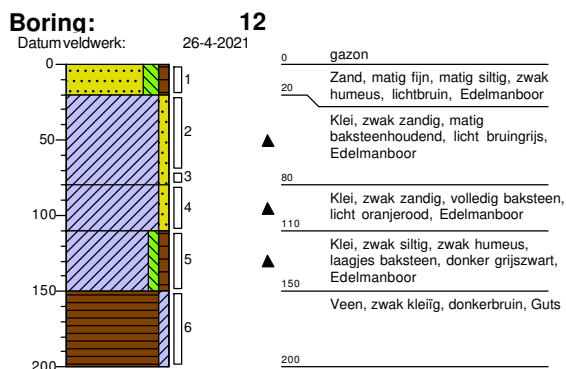 Boring: 12
Datum veldwerk: 26-4-2021
0
50
100
150
200
1
2
3
4
5
6
0 gazon
Zand, matig fijn, matig siltig, zwak
humeus, lichtbruin, Edelmanboor
20
Klei, zwak zandig, matig
baksteenhoudend, licht bruingrijs,
Edelmanboor
80
Klei, zwak zandig, volledig baksteen,
licht oranjerood, Edelmanboor
110
Klei, zwak siltig, zwak humeus,
laagjes baksteen, donker grijszwart,
Edelmanboor
150
Veen, zwak kleiïg, donkerbruin, Guts
200